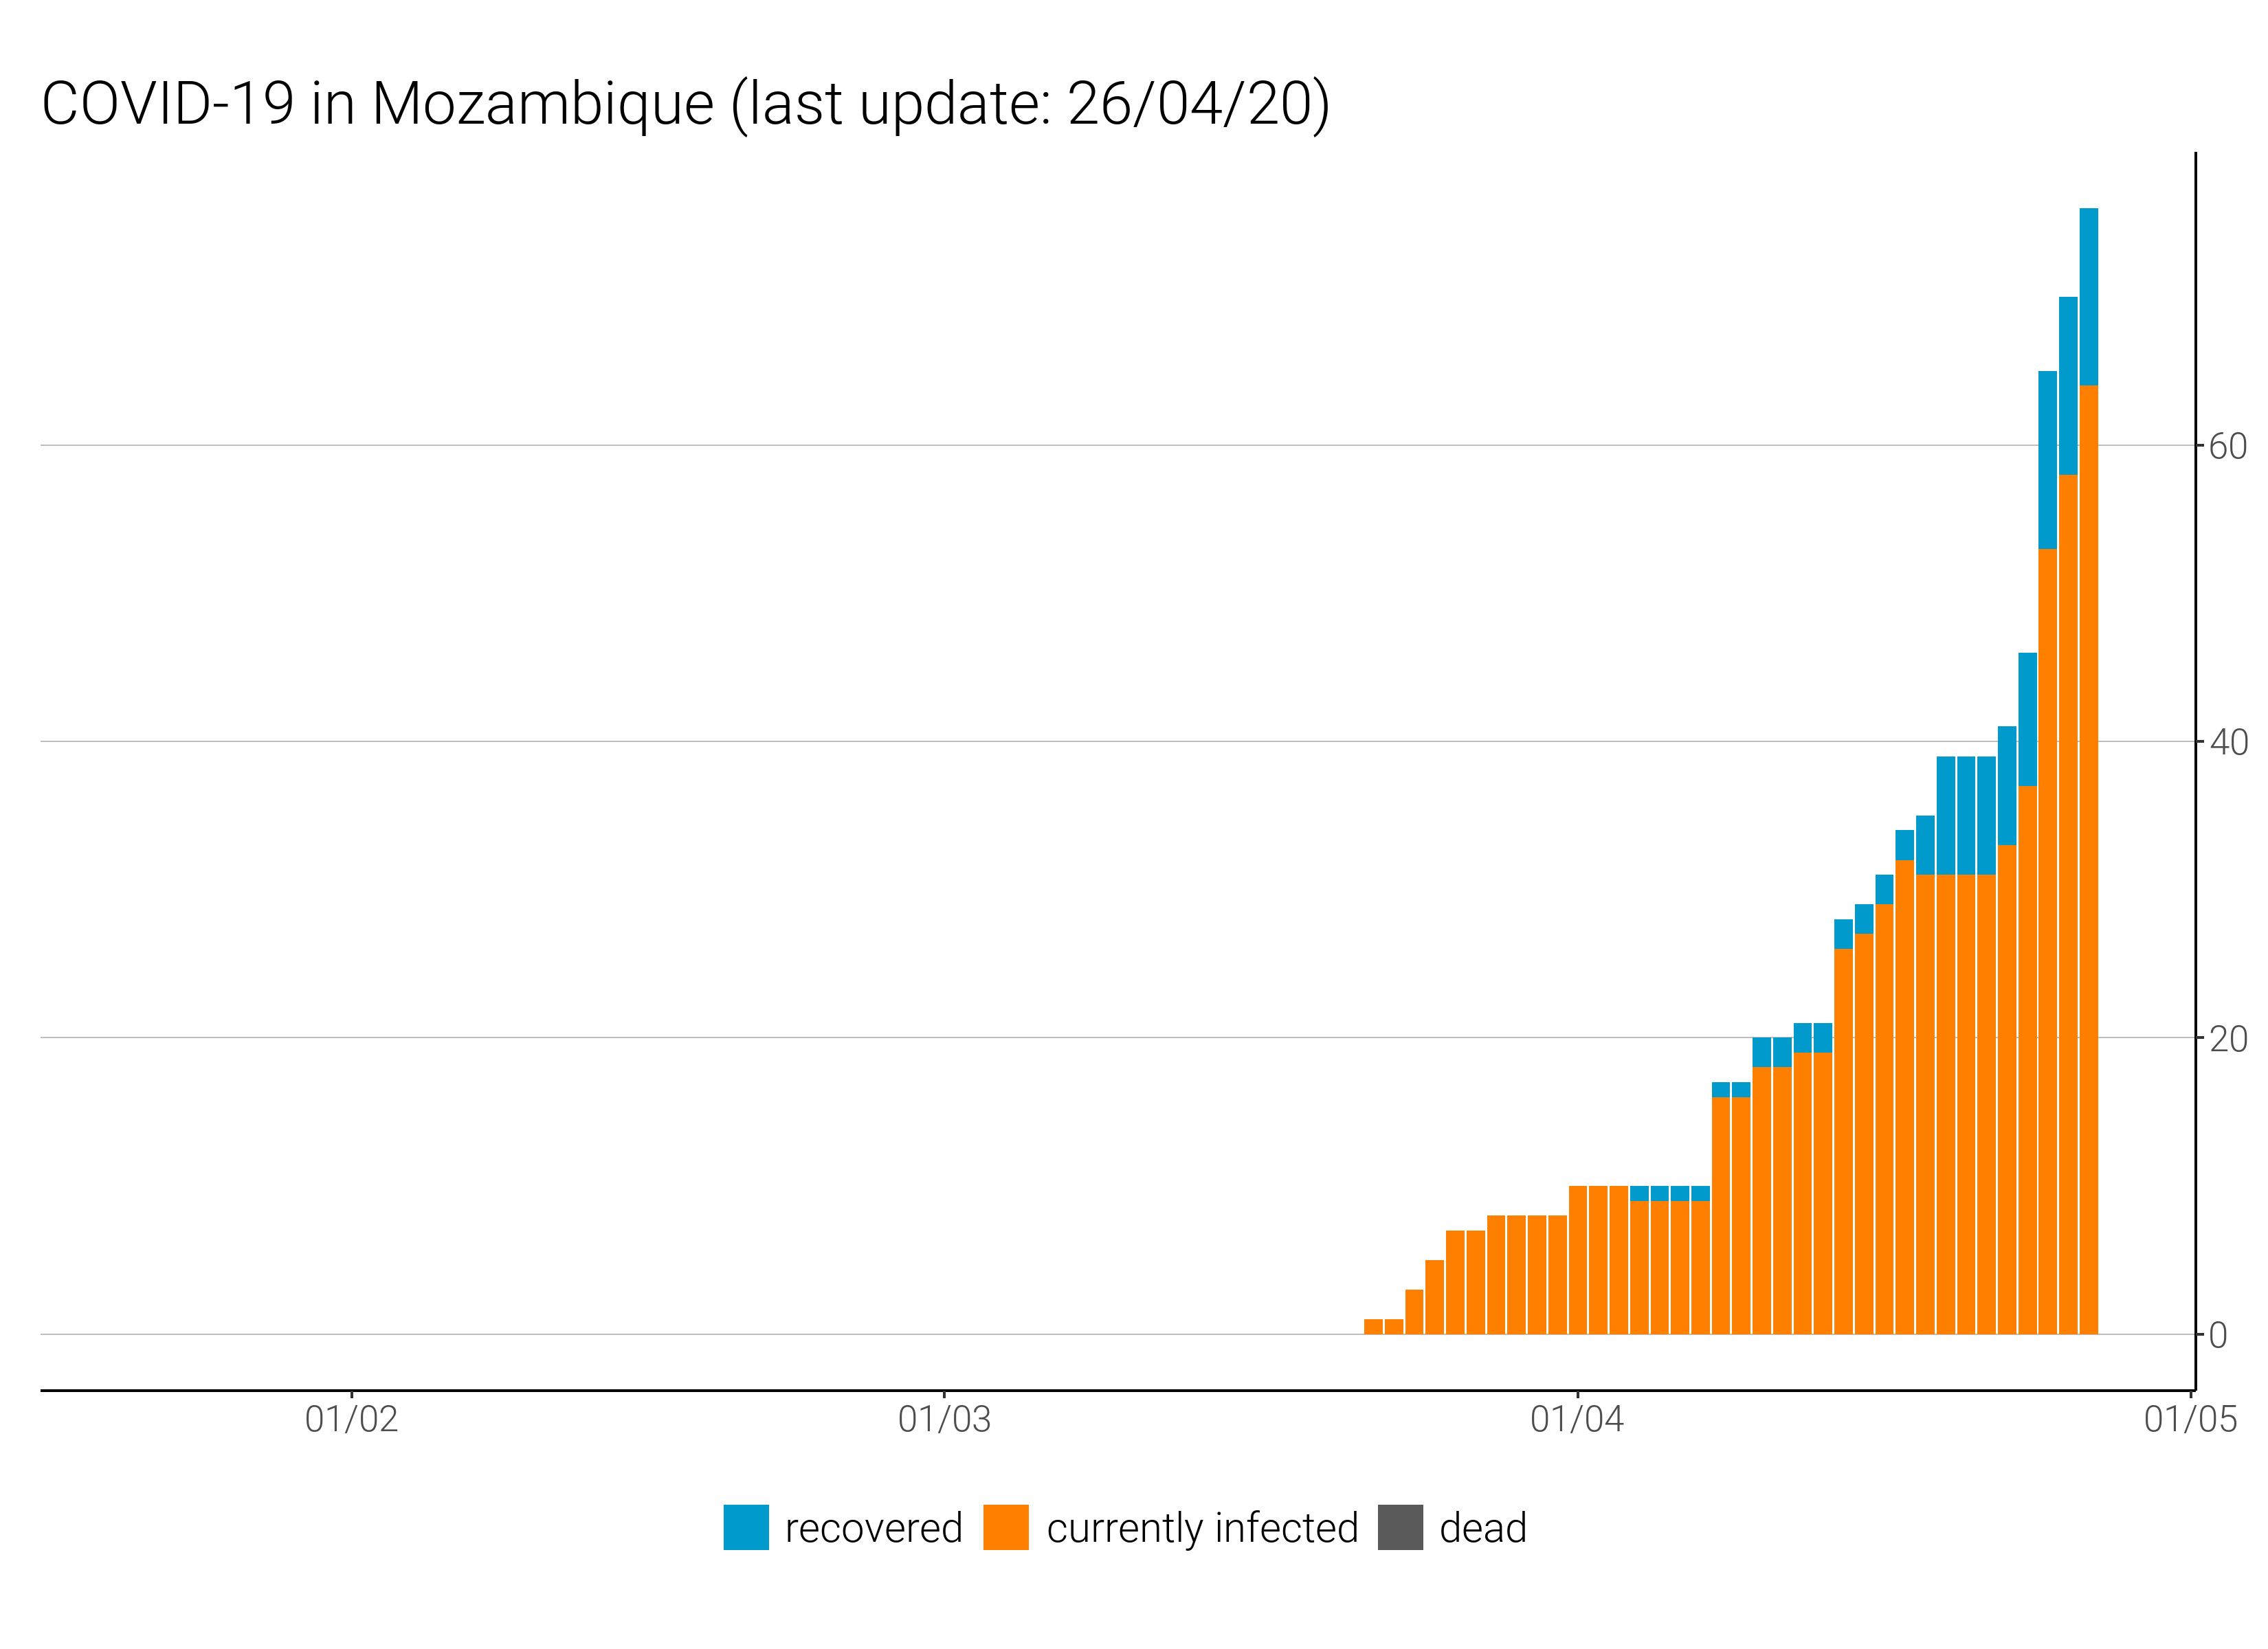 COVID-19 in Mozambique (last update: 26/04/20)
60
40
20
0
01/02 01/03 01/04 01/05
recovered currently infected dead